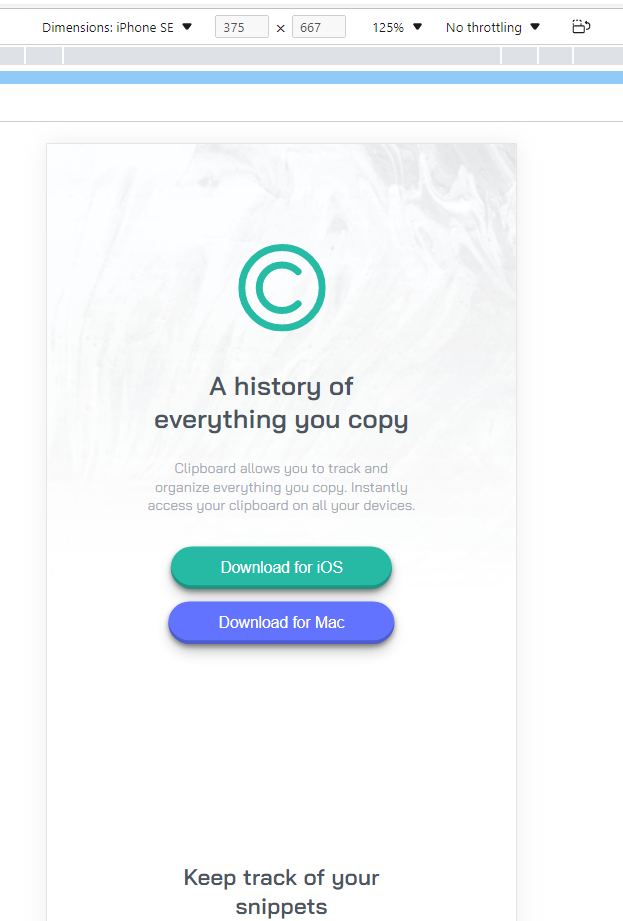 Dimensions: iPhone SE ▼ 375 × 667 125% ▼ No throttling ▼
C
A history of
everything you copy
Clipboard allows you to track and
organize everything you copy. Instantly
access your clipboard on all your devices.
Download for iOS
Download for Mac
Keep track of your
snippets